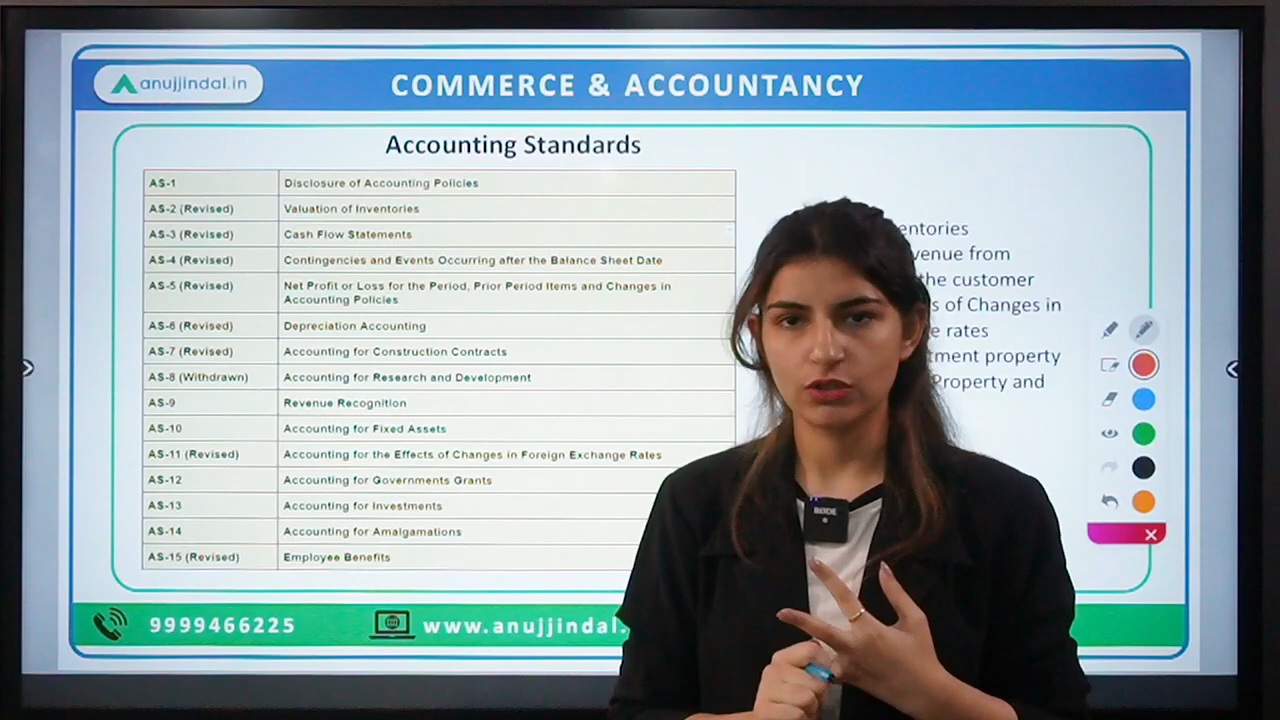 anujjindal.in
COMMERCE & ACCOUNTANCY
Accounting Standards
AS-1 Disclosure of Accounting Policies
AS-2 (Revised) Valuation of Inventories
AS-3 (Revised) Cash Flow Statements
AS-4 (Revised) Contingencies and Events Occurring after the Balance Sheet Date
AS-5 (Revised) Net Profit or Loss for the Period, Prior Period Items and Changes in
Accounting Policies
AS-6 (Revised) Depreciation Accounting
AS-7 (Revised) Accounting for Construction Contracts
AS-8 (Withdrawn) Accounting for Research and Development
AS-9 Revenue Recognition
AS-10 Accounting for Fixed Assets
AS-11 (Revised) Accounting for the Effects of Changes in Foreign Exchange Rates
AS-12 Accounting for Governments Grants
AS-13 Accounting for Investments
AS-14 Accounting for Amalgamations
AS-15 (Revised) Employee Benefits
entories
venue from
the customer
s of Changes in
e rates
tment property
Property and
RODE
9999466225
www.anujjindal.